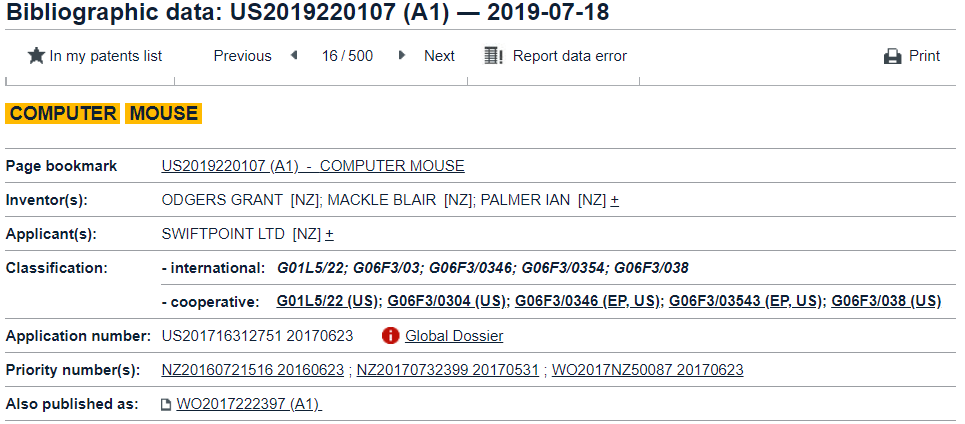 Bibliographic data: US2019220107 (A1) — 2019-07-18
In my patents list Previous 16 / 500 Next Report data error Print
COMPUTER MOUSE
Page bookmark US2019220107 (A1) - COMPUTER MOUSE
Inventor(s): ODGERS GRANT [NZ]; MACKLE BLAIR [NZ]; PALMER IAN [NZ] +
Applicant(s): SWIFTPOINT LTD [NZ] +
Classification: - international: G01L5/22; G06F3/03; G06F3/0346; G06F3/0354; G06F3/038
- cooperative: G01L5/22 (US); G06F3/0304 (US); G06F3/0346 (EP, US); G06F3/03543 (EP, US); G06F3/038 (US)
Application number: US201716312751 20170623 Global Dossier
Priority number(s): NZ20160721516 20160623 ; NZ20170732399 20170531 ; WO2017NZ50087 20170623
Also published as: WO2017222397 (A1)